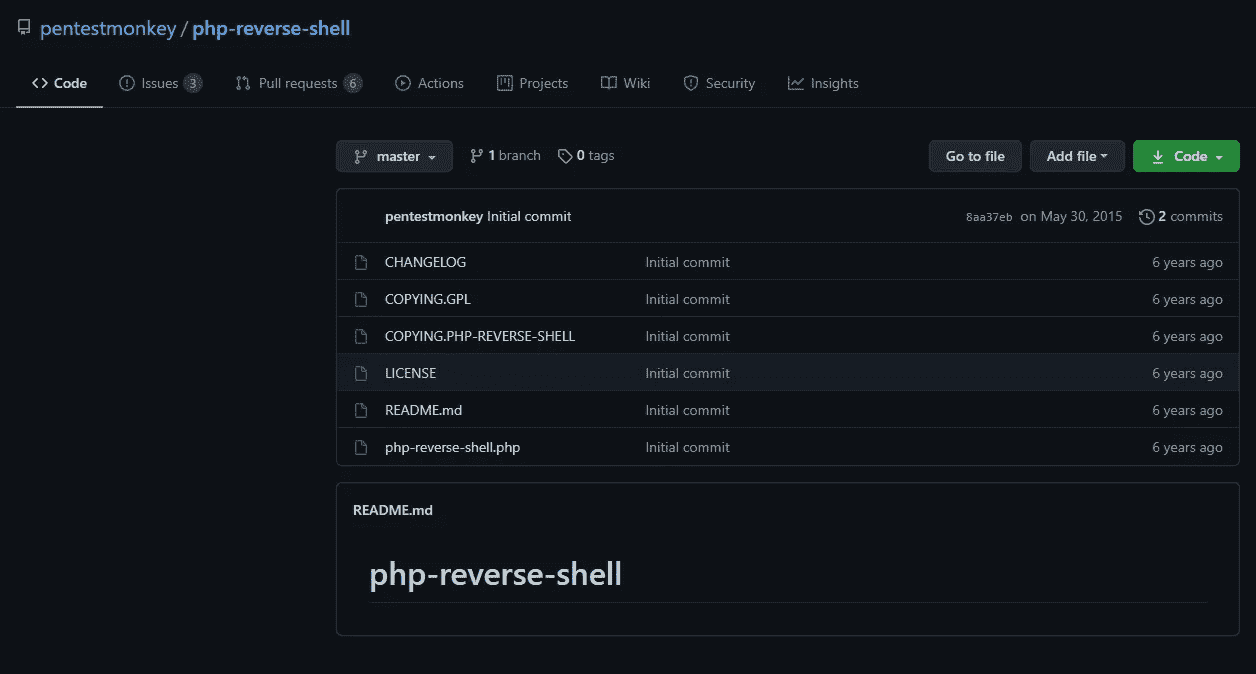 pentestmonkey / php-reverse-shell
Code Issues 3 Pull requests 6 Actions Projects Wiki Security Insights
master 1 branch 0 tags Go to file Add file Code
pentestmonkey Initial commit 8aa37eb on May 30, 2015 2 commits
CHANGELOG Initial commit 6 years ago
COPYING.GPL Initial commit 6 years ago
COPYING.PHP-REVERSE-SHELL Initial commit 6 years ago
LICENSE Initial commit 6 years ago
README.md Initial commit 6 years ago
php-reverse-shell.php Initial commit 6 years ago
README.md
php-reverse-shell